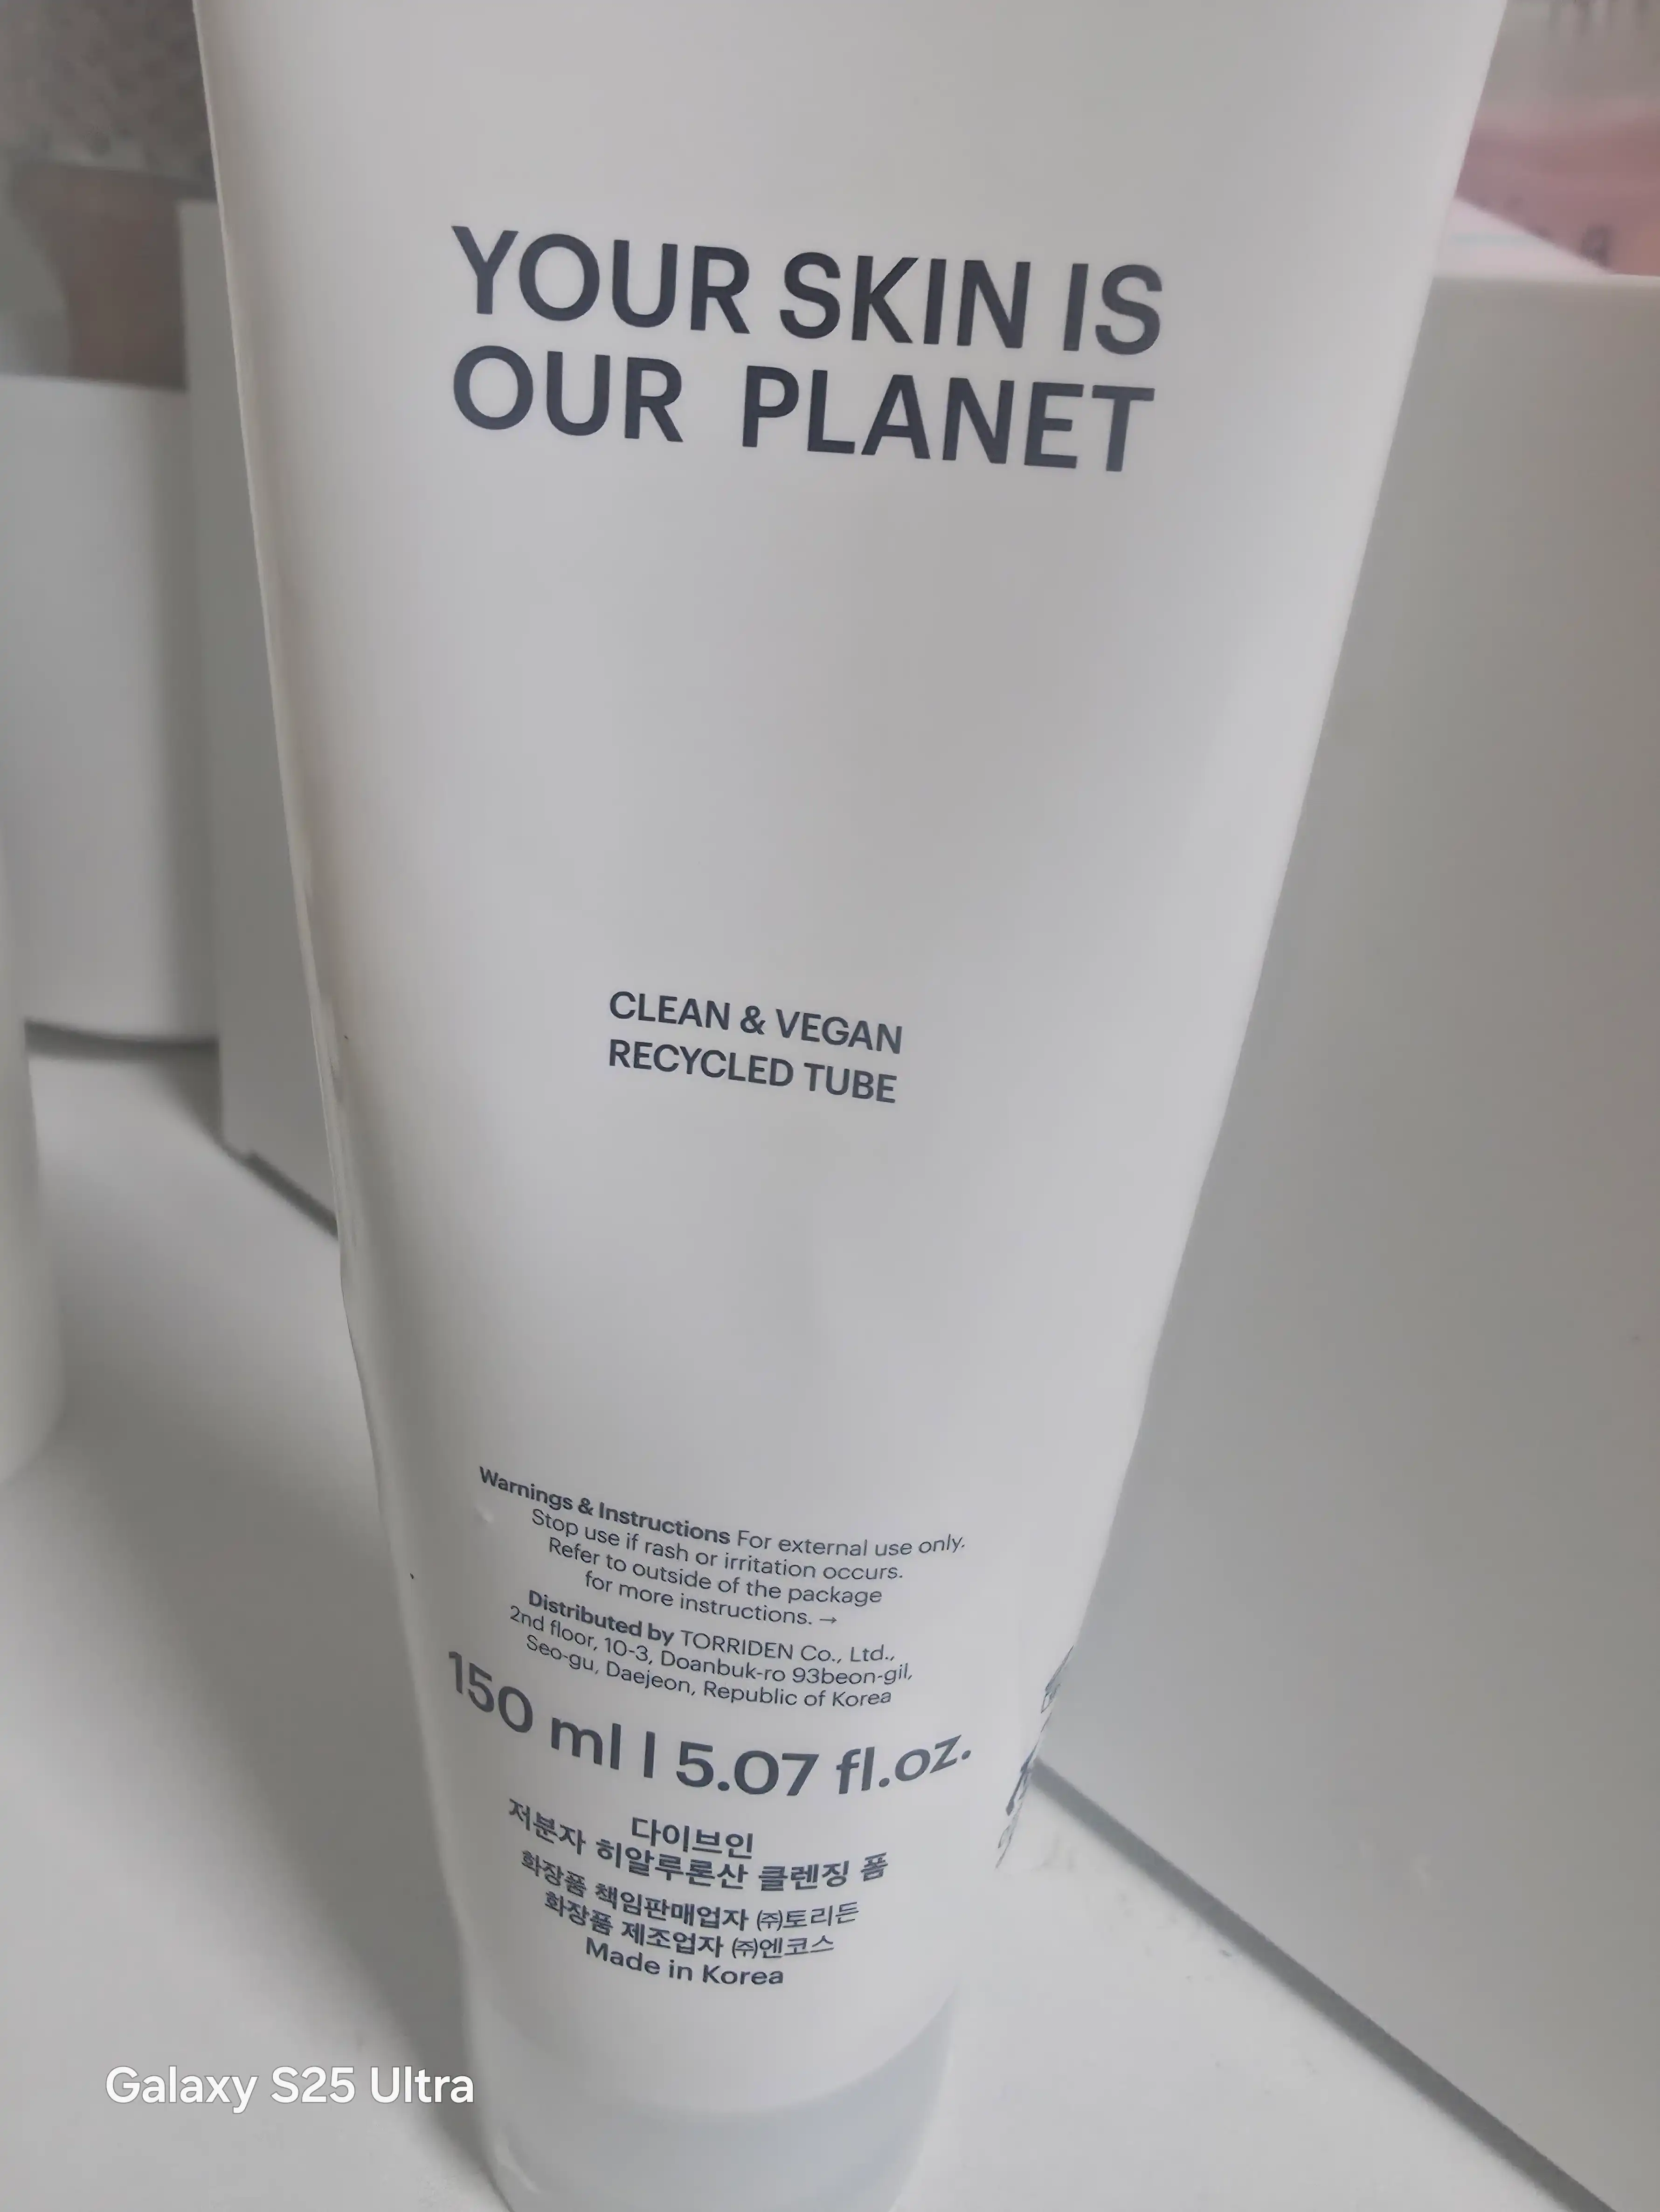 YOUR SKIN IS
OUR PLANET
CLEAN & VEGAN
RECYCLED TUBE
Warnings & Instructions For external use only.
Stop use if rash or irritation occurs.
Refer to outside of the package
for more instructions. →
Distributed by TORRIDEN Co., Ltd.,
2nd floor, 10-3, Doanbuk-ro 93beon-gil,
Seo-gu, Daejeon, Republic of Korea
150 ml l 5.07 fl.oz.
다이브인
저분자 히알루론산 클렌징 폼
화장품 책임판매업자 ㈜토리든
화장품 제조업자 ㈜엔코스
Made in Korea
Galaxy S25 Ultra